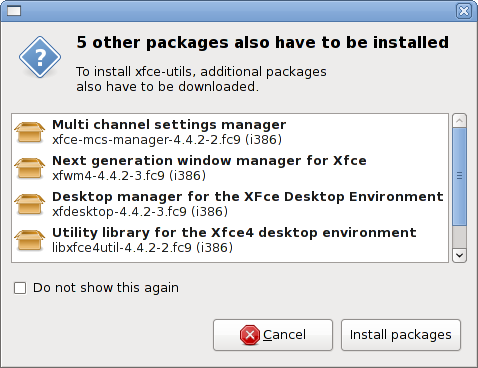 5 other packages also have to be installed
To install xfce-utils, additional packages
also have to be downloaded.
Multi channel settings manager
xfce-mcs-manager-4.4.2-2.fc9 (i386)
Next generation window manager for Xfce
xfwm4-4.4.2-3.fc9 (i386)
Desktop manager for the XFce Desktop Environment
xfdesktop-4.4.2-3.fc9 (i386)
Utility library for the Xfce4 desktop environment
libxfce4util-4.4.2-2.fc9 (i386)
Do not show this again
Cancel
Install packages